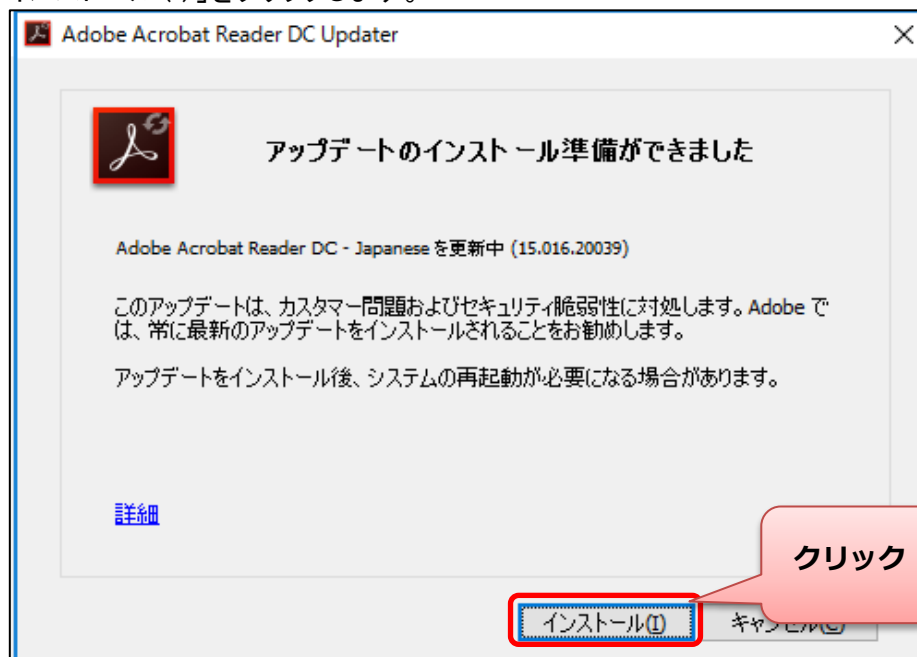 Adobe Acrobat Reader DC Updater
アップデートのインストール準備ができました
Adobe Acrobat Reader DC - Japanese を更新中 (15.016.20039)
このアップデートは、カスタマー問題およびセキュリティ脆弱性に対処します。Adobe で
は、常に最新のアップデートをインストールされることをお勧めします。
アップデートをインストール後、システムの再起動が必要になる場合があります。
詳細
クリック
インストール(I)